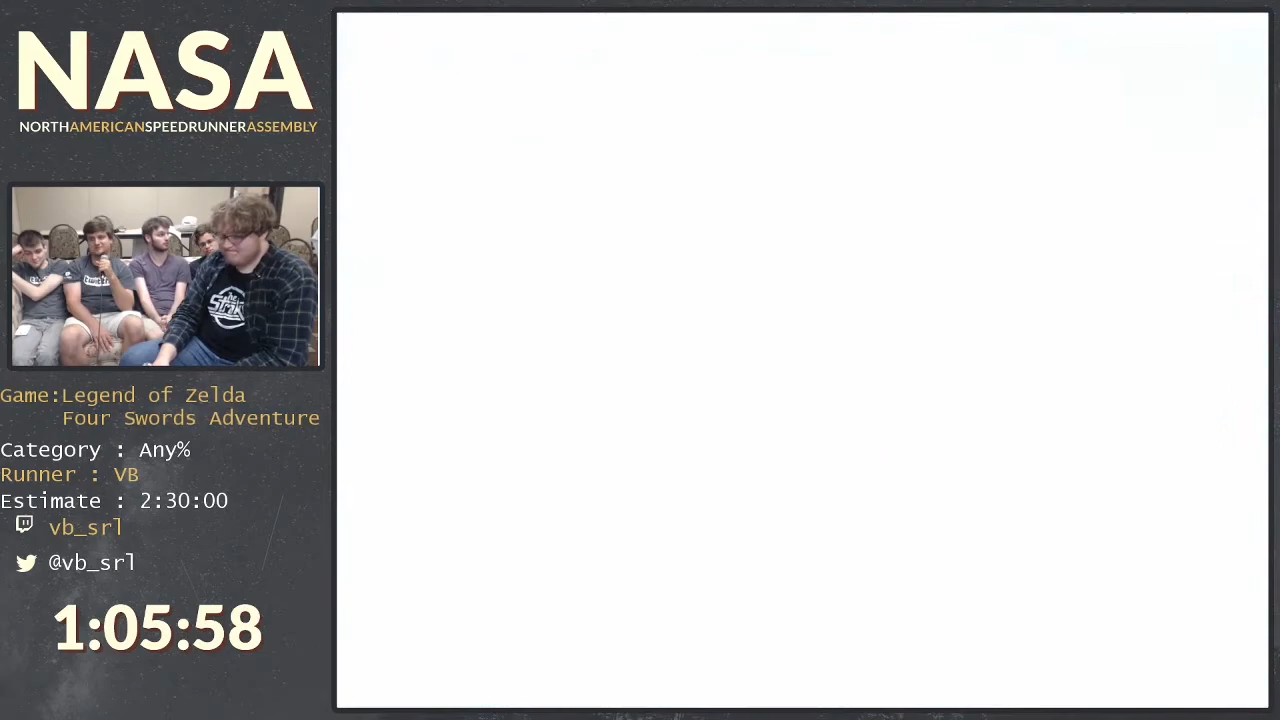 NASA
NORTHAMERICANSPEEDRUNNERASSEMBLY
Game:Legend of Zelda
Four Swords Adventure
Category : Any%
Runner : VB
Estimate : 2:30:00
vb_srl
@vb_srl
1:05:58